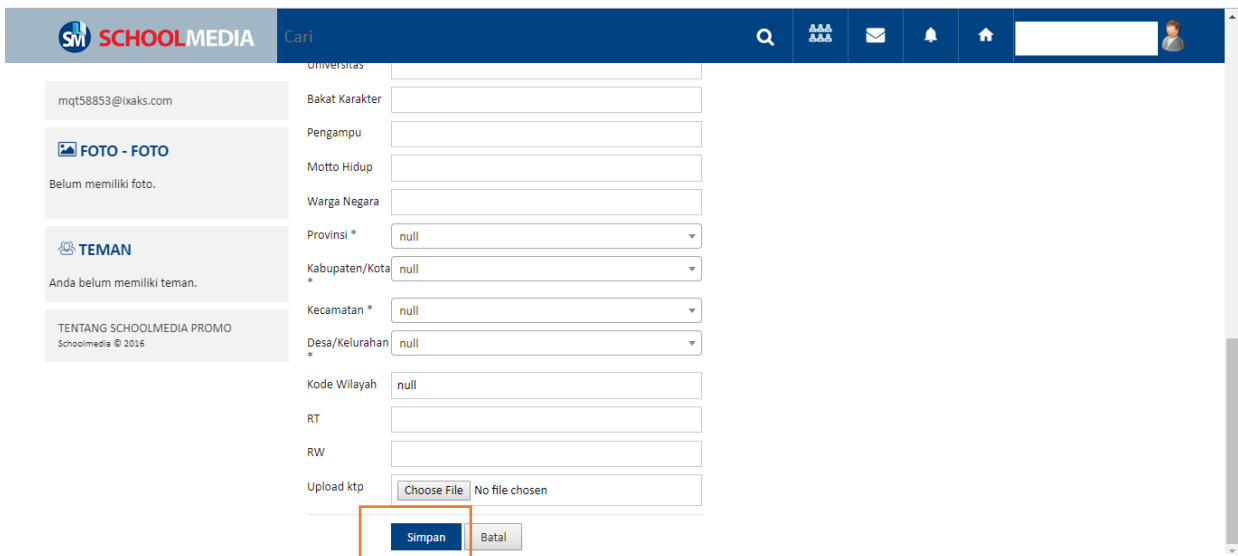 SM SCHOOLMEDIA
Cari
mqt58853@ixaks.com
FOTO - FOTO
Belum memiliki foto.
TEMAN
Anda belum memiliki teman.
TENTANG SCHOOLMEDIA PROMO
Schoolmedia © 2016
Universitas
Bakat Karakter
Pengampu
Motto Hidup
Warga Negara
Provinsi * null
Kabupaten/Kota * null
Kecamatan * null
Desa/Kelurahan * null
Kode Wilayah null
RT
RW
Upload ktp Choose File No file chosen
Simpan Batal